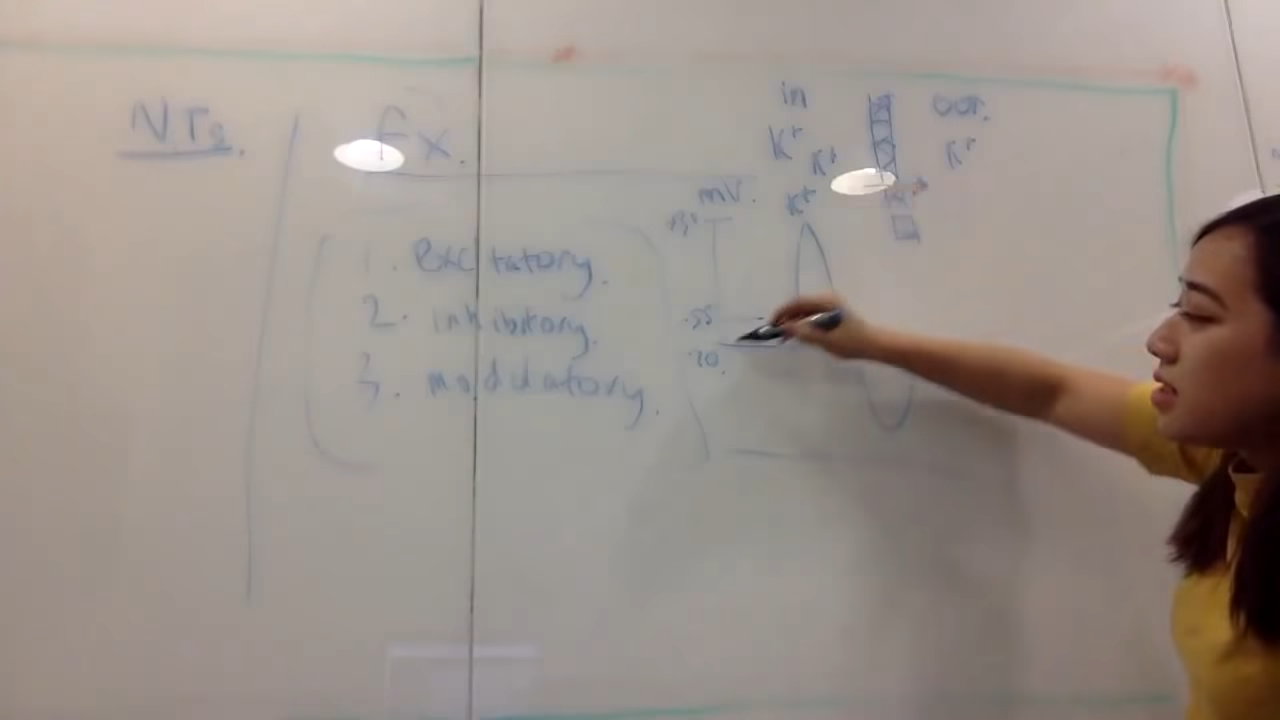 NTs.
fx.
1. Excitatory.
2. inhibitory.
3. modulatory.
in
out.
K+
K+
K+
K+
mV.
-55
-70.